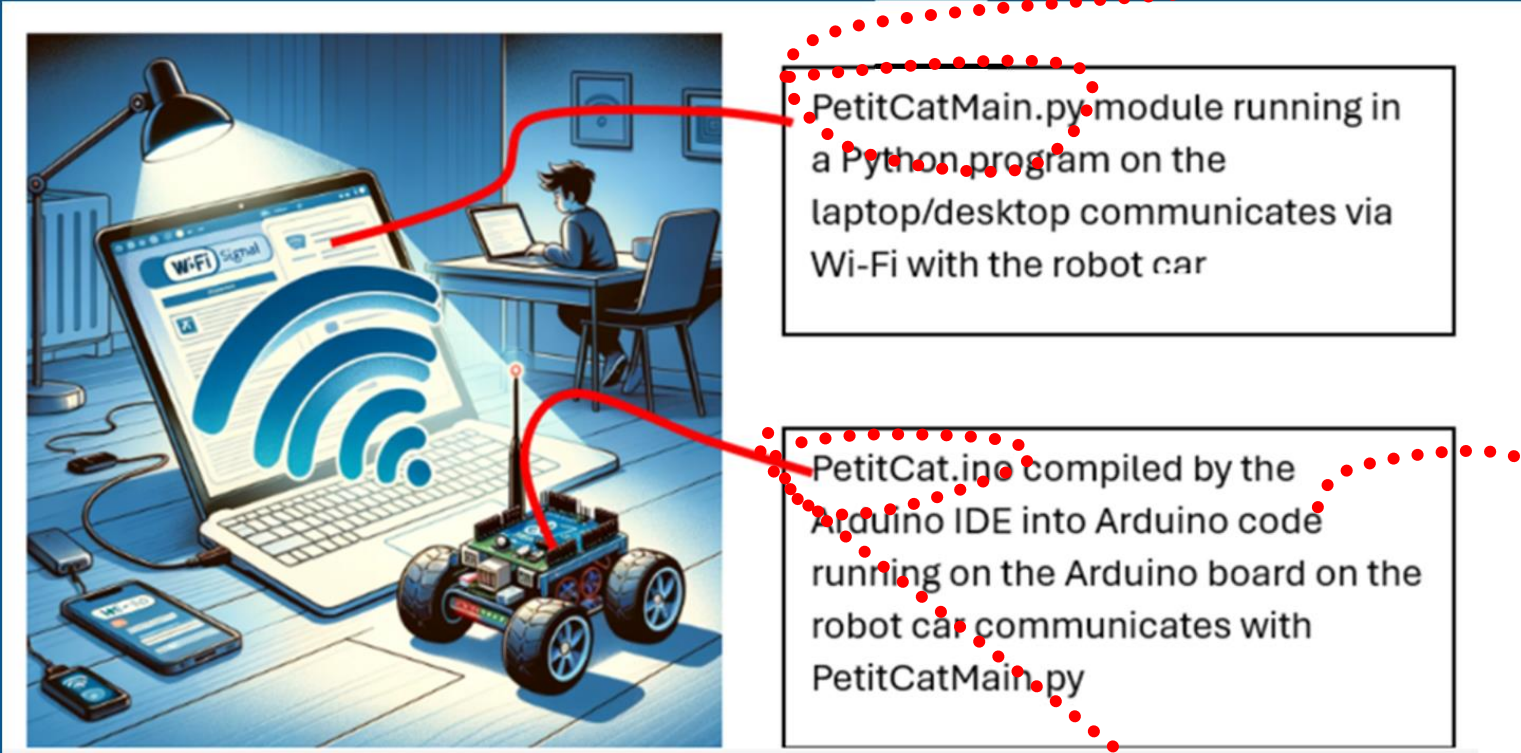 WiFi Signal
PetitCatMain.py module running in
a Python program on the
laptop/desktop communicates via
Wi-Fi with the robot car
PetitCat.ino compiled by the
Arduino IDE into Arduino code
running on the Arduino board on the
robot car communicates with
PetitCatMain.py